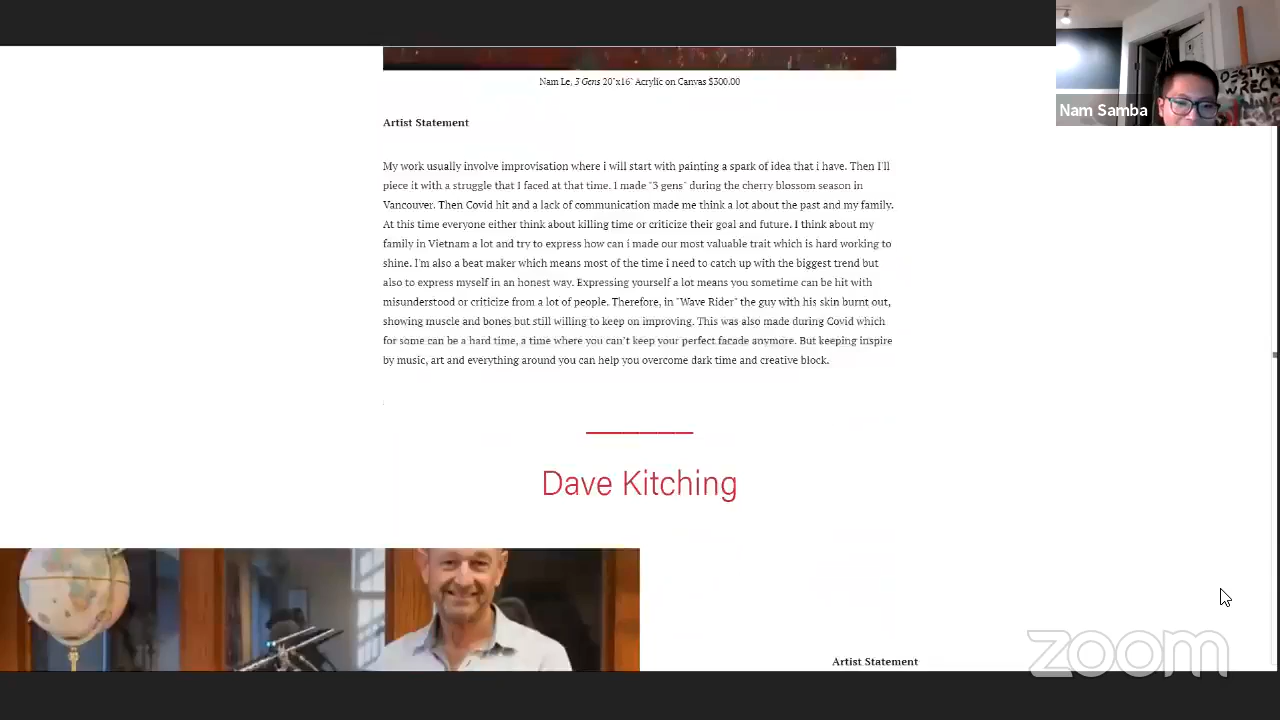 Nam Le; 3 Gens 20"x16" Acrylic on Canvas $300.00
Nam Samba
Artist Statement
My work usually involve improvisation where i will start with painting a spark of idea that i have. Then I'll
piece it with a struggle that I faced at that time. I made "3 gens" during the cherry blossom season in
Vancouver. Then Covid hit and a lack of communication made me think a lot about the past and my family.
At this time everyone either think about killing time or criticize their goal and future. I think about my
family in Vietnam a lot and try to express how can i made our most valuable trait which is hard working to
shine. I'm also a beat maker which means most of the time i need to catch up with the biggest trend but
also to express myself in an honest way. Expressing yourself a lot means you sometime can be hit with
misunderstood or criticize from a lot of people. Therefore, in "Wave Rider" the guy with his skin burnt out,
showing muscle and bones but still willing to keep on improving. This was also made during Covid which
for some can be a hard time, a time where you can't keep your perfect facade anymore. But keeping inspire
by music, art and everything around you can help you overcome dark time and creative block.
Dave Kitching
Artist Statement
zoom